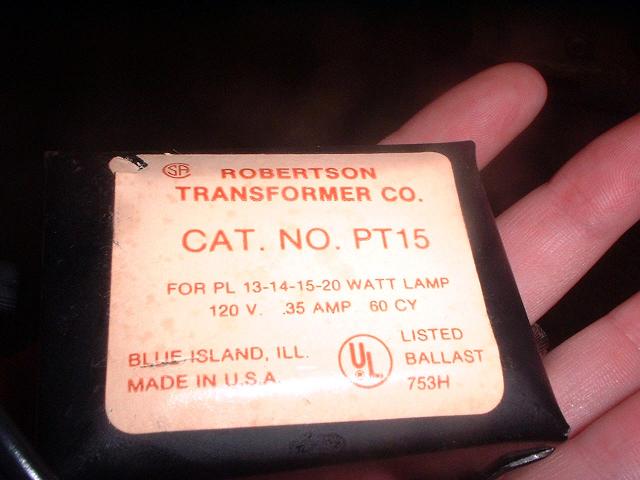 SA ROBERTSON
TRANSFORMER CO.
CAT. NO. PT15
FOR PL 13-14-15-20 WATT LAMP
120 V. .35 AMP 60 CY
BLUE ISLAND, ILL.
MADE IN U.S.A.
UL
LISTED
BALLAST
753H